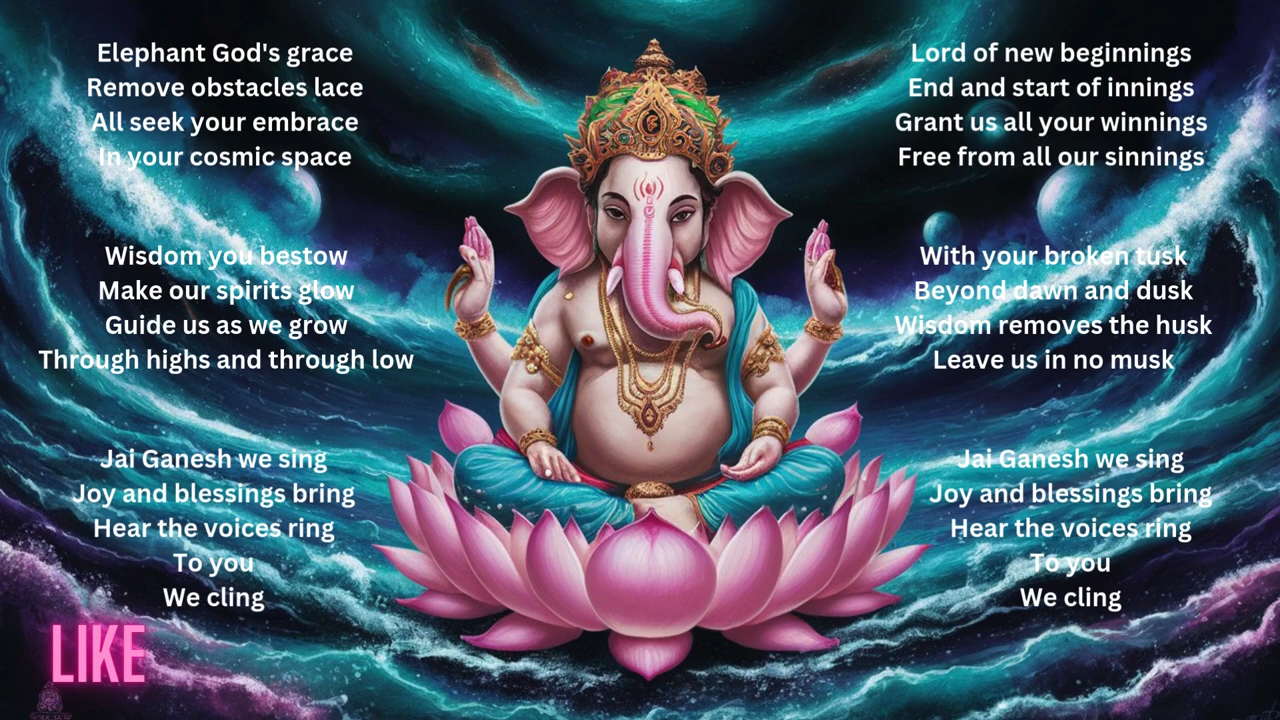 Elephant God's grace
Remove obstacles lace
All seek your embrace
In your cosmic space
Wisdom you bestow
Make our spirits glow
Guide us as we grow
Through highs and through low
Jai Ganesh we sing
Joy and blessings bring
Hear the voices ring
To you
We cling
LIKE
Lord of new beginnings
End and start of innings
Grant us all your winnings
Free from all our sinnings
With your broken tusk
Beyond dawn and dusk
Wisdom removes the husk
Leave us in no musk
Jai Ganesh we sing
Joy and blessings bring
Hear the voices ring
To you
We cling